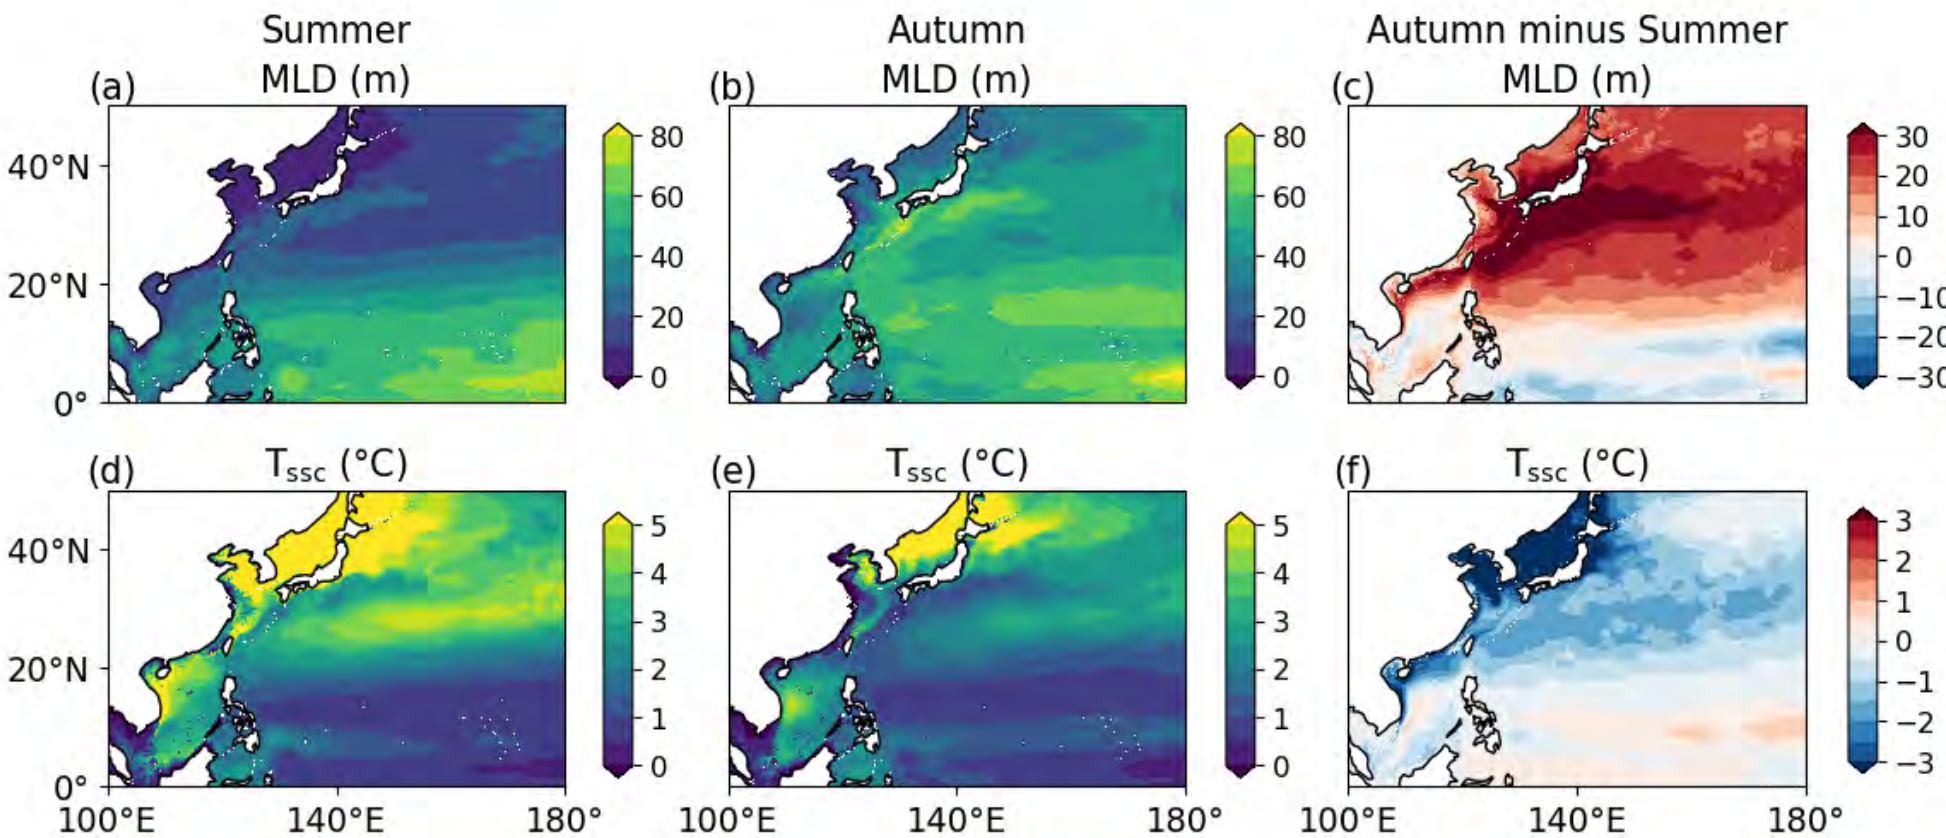 Summer
Autumn
Autumn minus Summer
(a)
MLD (m)
(b)
MLD (m)
(c)
MLD (m)
40°N
20°N
0°
80
60
40
20
0
80
60
40
20
0
30
20
10
0
−10
−20
−30
(d)
Tssc (°C)
(e)
Tssc (°C)
(f)
Tssc (°C)
40°N
20°N
0°
5
4
3
2
1
0
5
4
3
2
1
0
3
2
1
0
−1
−2
−3
100°E
140°E
180°
100°E
140°E
180°
100°E
140°E
180°